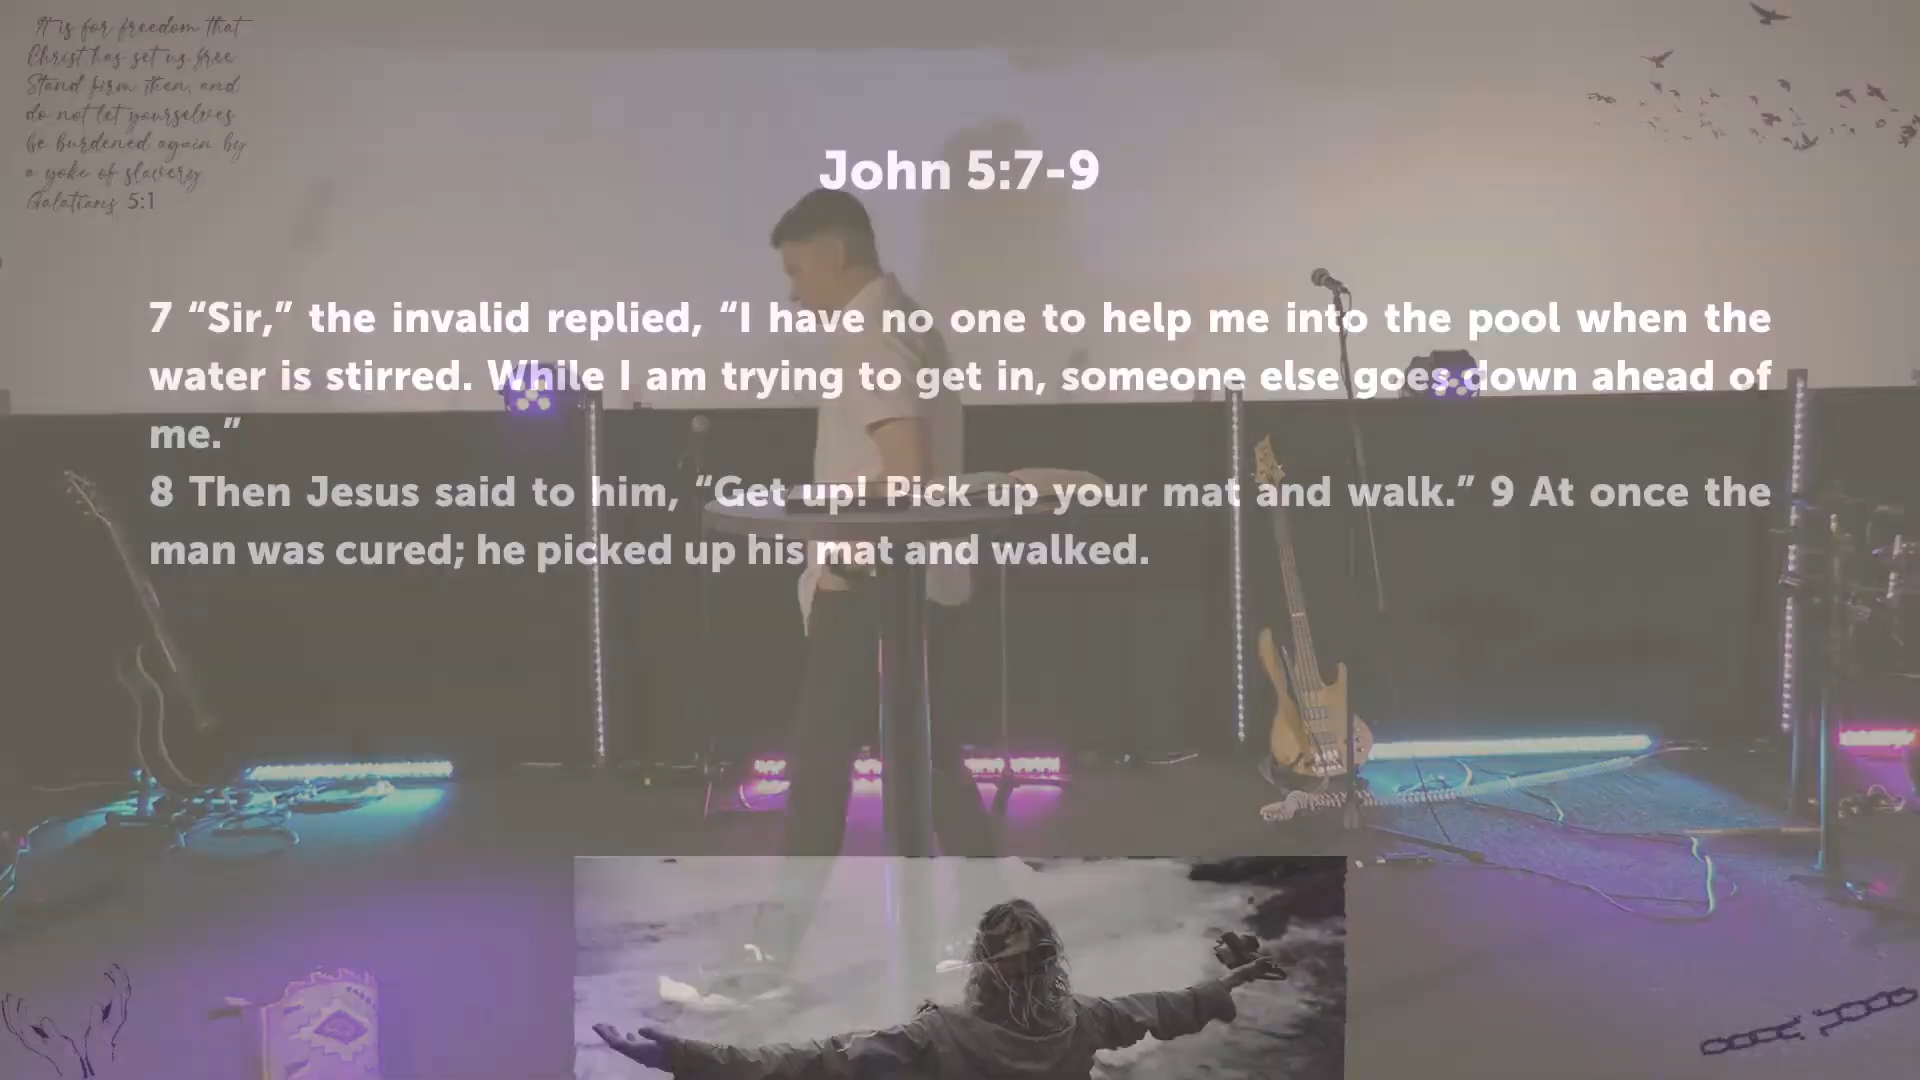 It is for freedom that
Christ has set us free
Stand firm then, and
do not let yourselves
be burdened again by
a yoke of slavery.
Galatians 5:1
John 5:7-9
7 “Sir,” the invalid replied, “I have no one to help me into the pool when the
water is stirred. While I am trying to get in, someone else goes down ahead of
me.”
8 Then Jesus said to him, “Get up! Pick up your mat and walk.” 9 At once the
man was cured; he picked up his mat and walked.